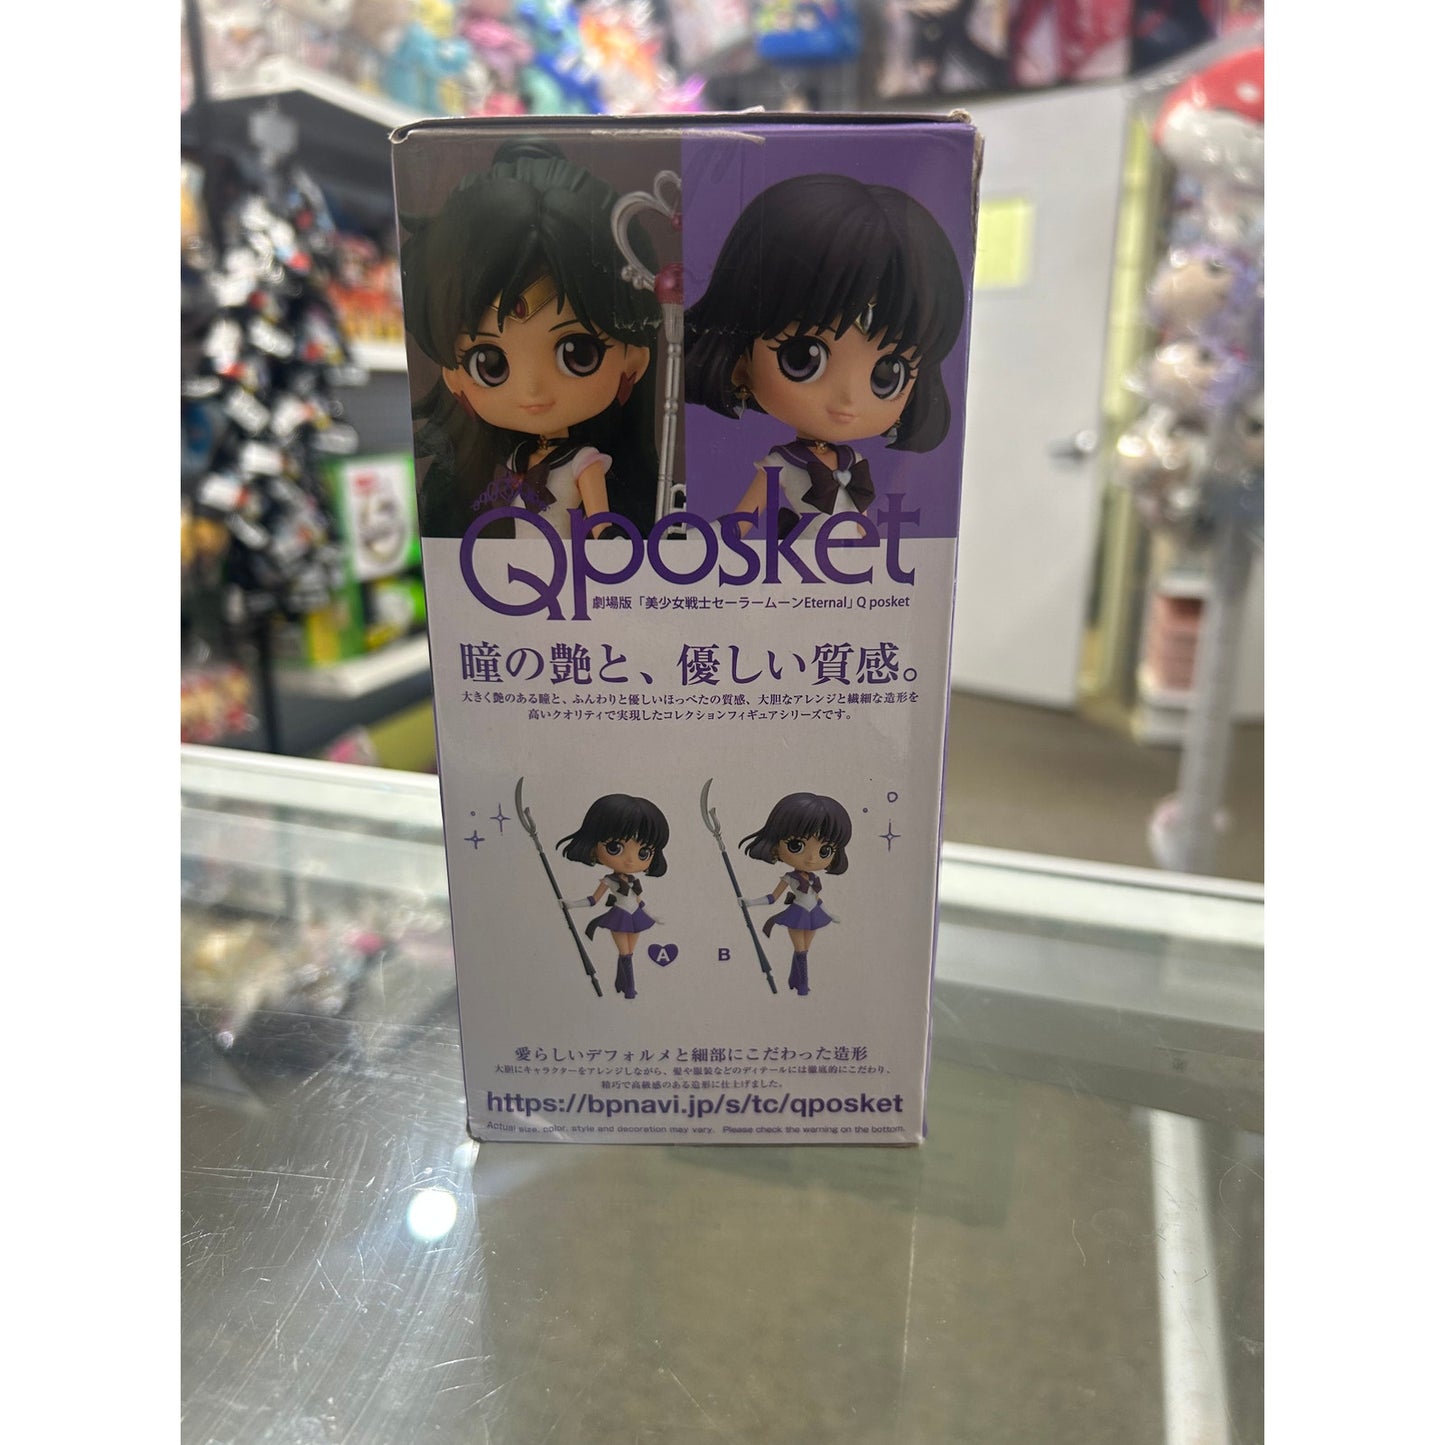 Qposket
劇場版「美少女戦士セーラームーンEternal」Q posket
瞳の艶と、優しい質感。
大きく艶のある瞳と、ふんわりと優しいほっぺたの質感、大胆なアレンジと繊細な造形を
高いクオリティで実現したコレクションフィギュアシリーズです。
A
B
愛らしいデフォルメと細部にこだわった造形
大胆にキャラクターをアレンジしながら、髪や服装などのディテールには徹底的にこだわり、
精巧で高級感のある造形に仕上げました。
https://bpnavi.jp/s/tc/qposket
Actual size, color, style and decoration may vary. Please check the warning on the bottom.